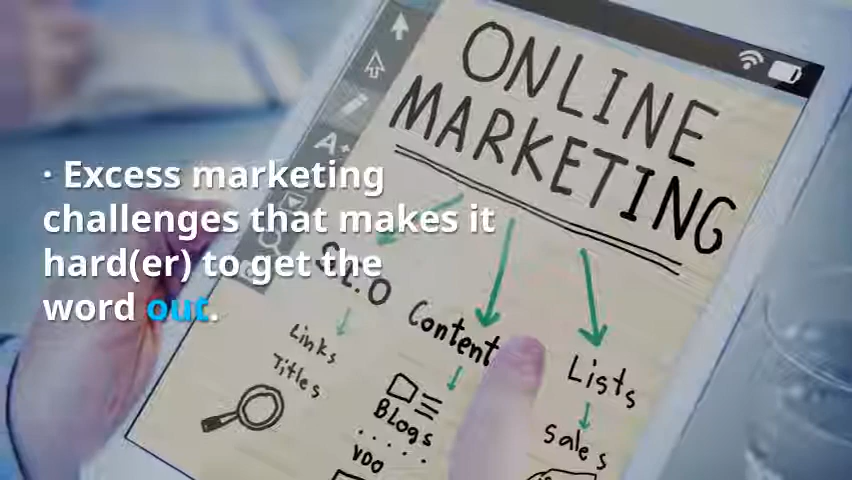 ONLINE
MARKETING
· Excess marketing
challenges that makes it
hard(er) to get the
word out.
S.E.O
Content
Lists
Links
Titles
Blogs
Sales